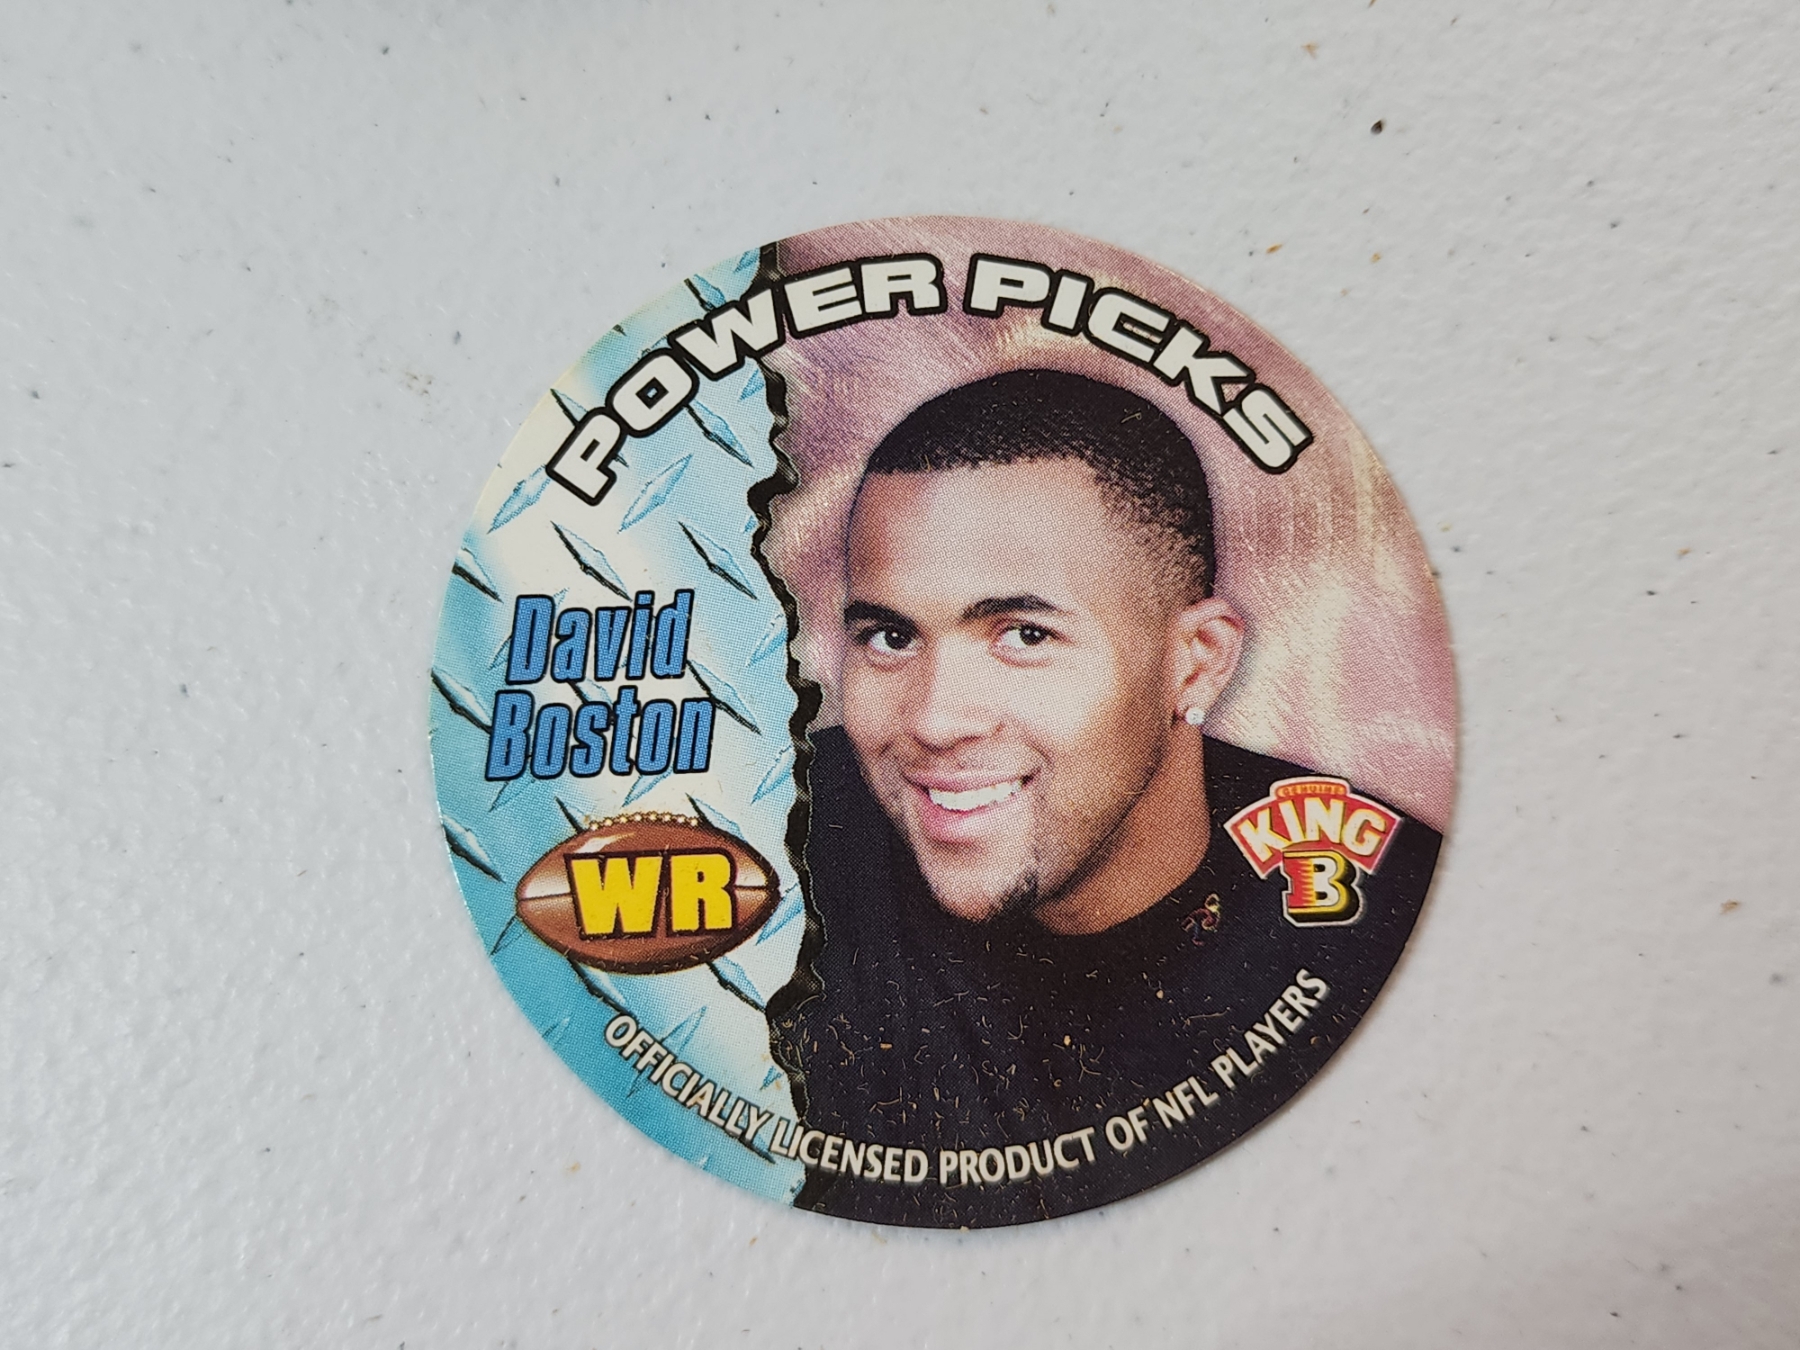 POWER PICKS
David
Boston
WR
GENUINE
KING
B
OFFICIALLY LICENSED PRODUCT OF NFL PLAYERS